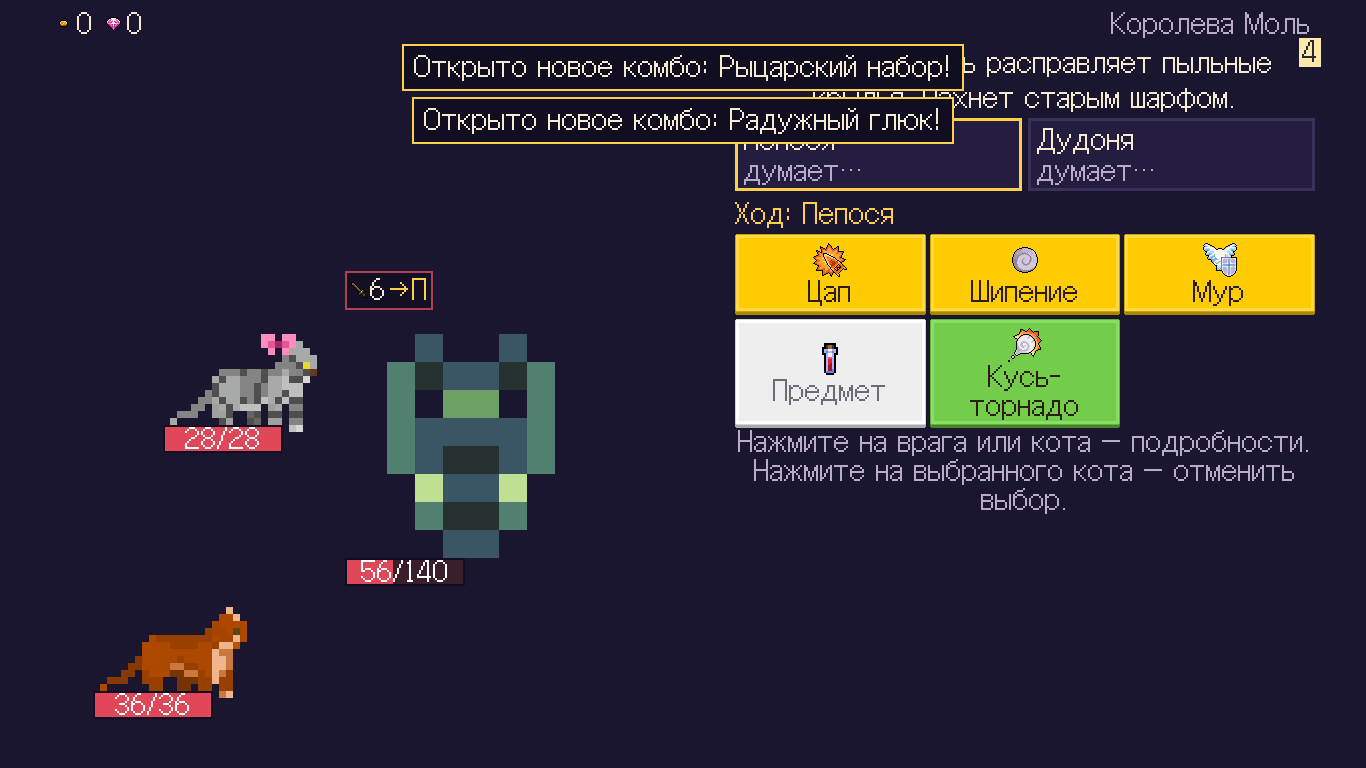 0 0
Королева Моль
4
Открыто новое комбо: Рыцарский набор!
ь расправляет пыльные
Пахнет старым шарфом.
Открыто новое комбо: Радужный глюк!
Пепося
думает...
Дудоня
думает...
Ход: Пепося
6→П
Цап
Шипение
Мур
Предмет
Кусь-
торнадо
28/28
Нажмите на врага или кота — подробности.
Нажмите на выбранного кота — отменить
выбор.
56/140
36/36